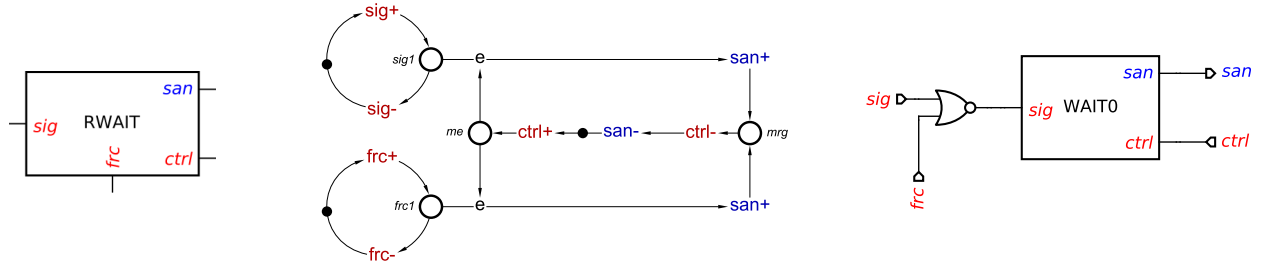 san
RWAIT
sig
frc
ctrl
sig+
sig1
sig-
e
san+
me
ctrl+
san-
ctrl-
mrg
frc+
frc1
frc-
e
san+
sig
frc
san
WAIT0
sig
ctrl
san
ctrl